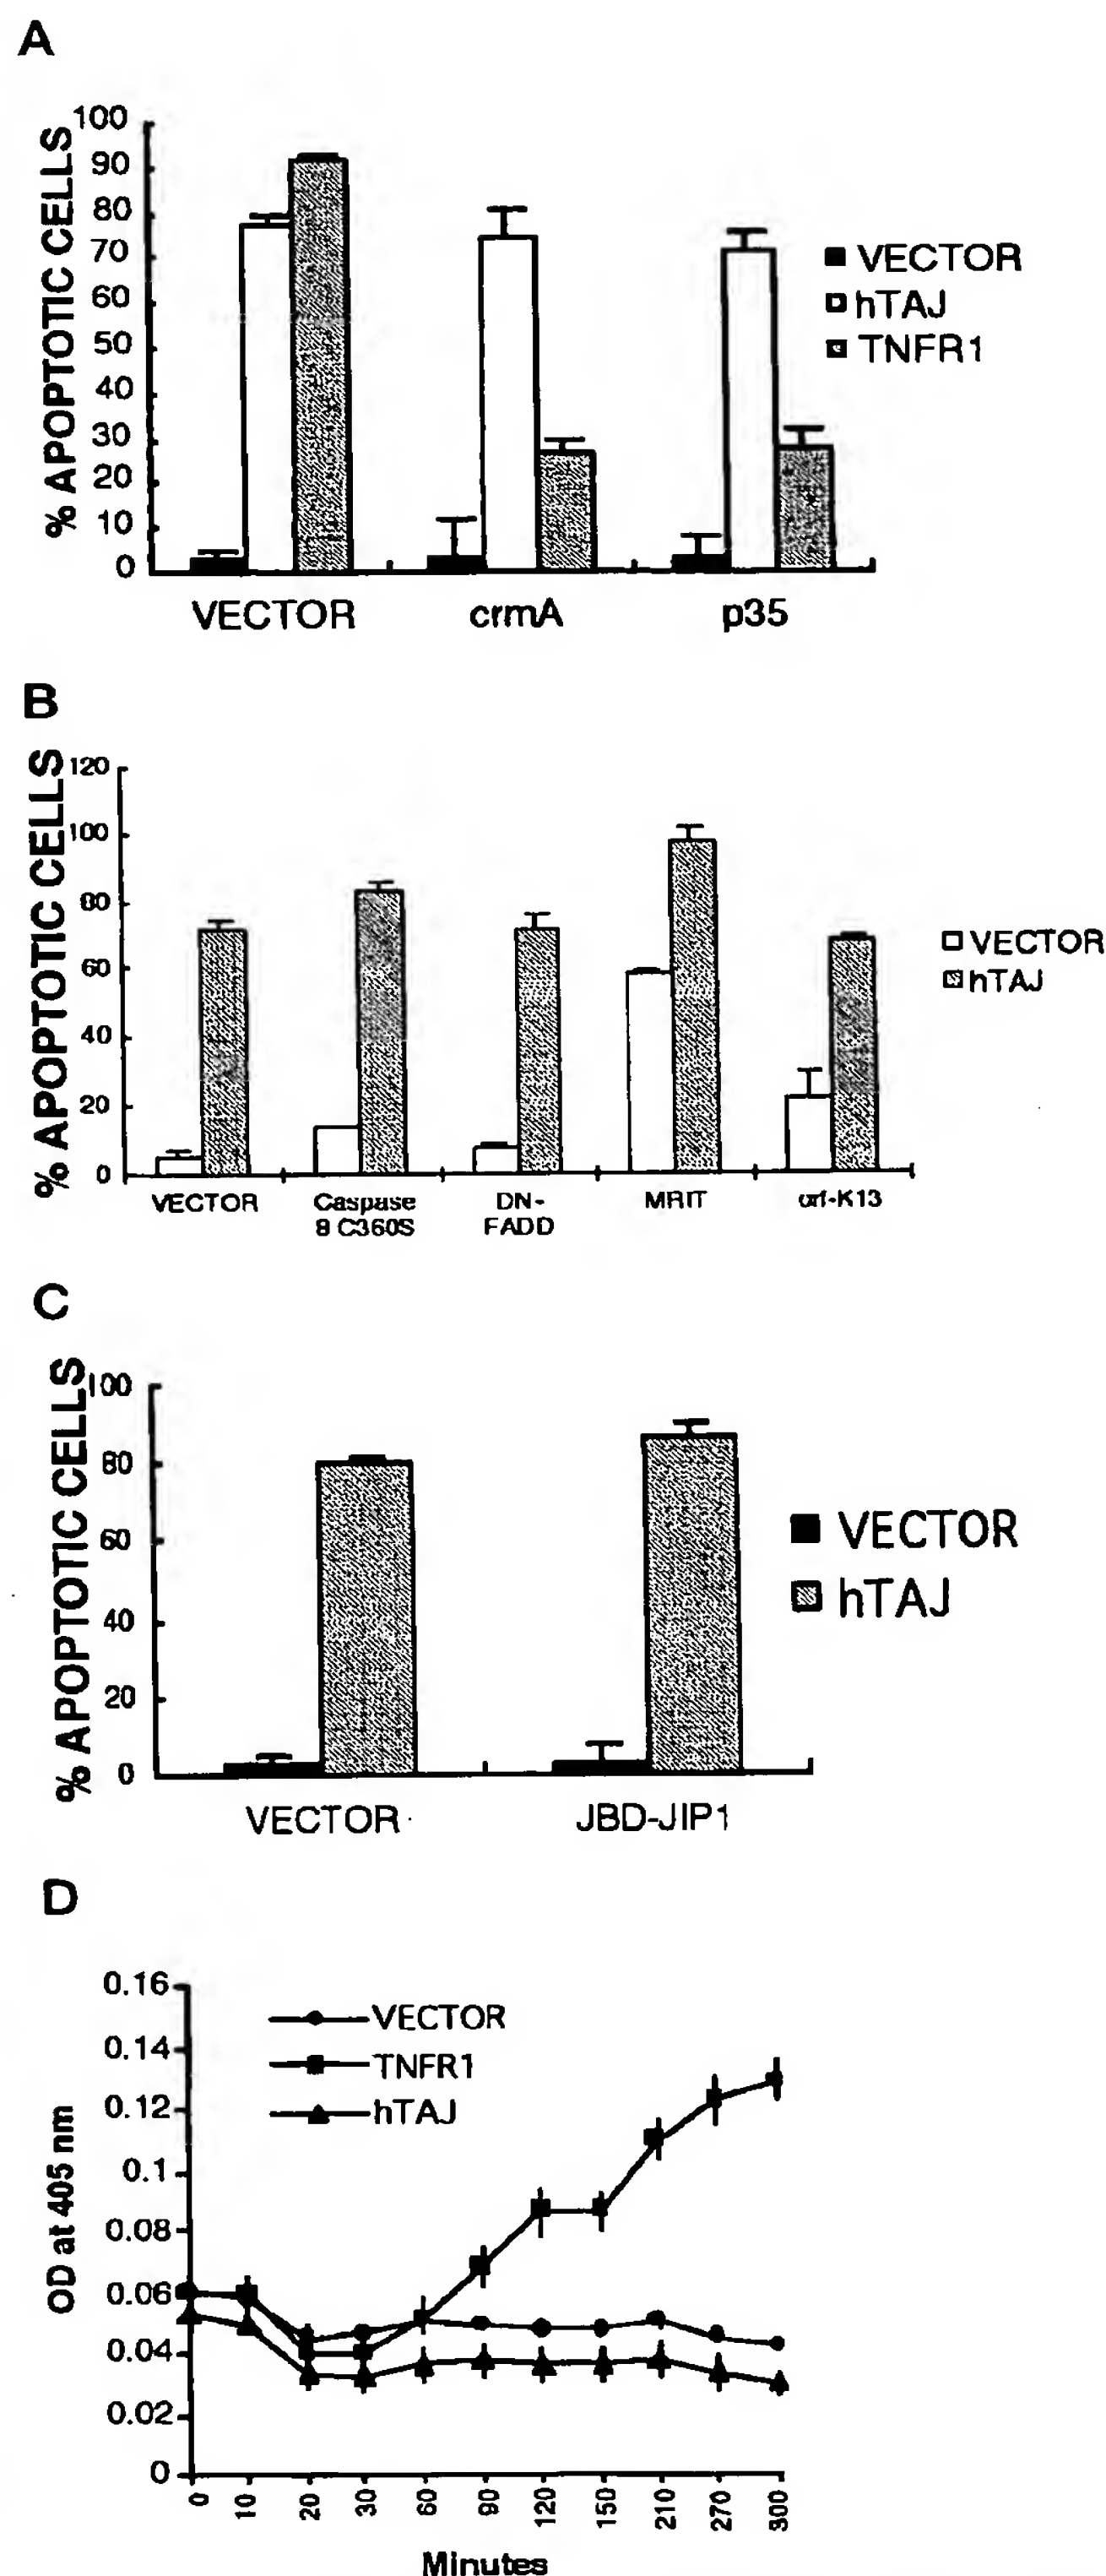 A
% APOPTOTIC CELLS
100
90
80
70
60
50
40
30
20
10
0
VECTOR
hTAJ
TNFR1
VECTOR crmA p35
B
% APOPTOTIC CELLS
120
100
80
60
40
20
0
VECTOR
hTAJ
VECTOR Caspase DN- MRIT orf-K13
8 C360S FADD
C
% APOPTOTIC CELLS
100
80
60
40
20
0
VECTOR
hTAJ
VECTOR JBD-JIP1
D
OD at 405 nm
0.16
0.14
0.12
0.1
0.08
0.06
0.04
0.02
0
VECTOR
TNFR1
hTAJ
0 10 20 30 60 90 120 150 210 270 300
Minutes